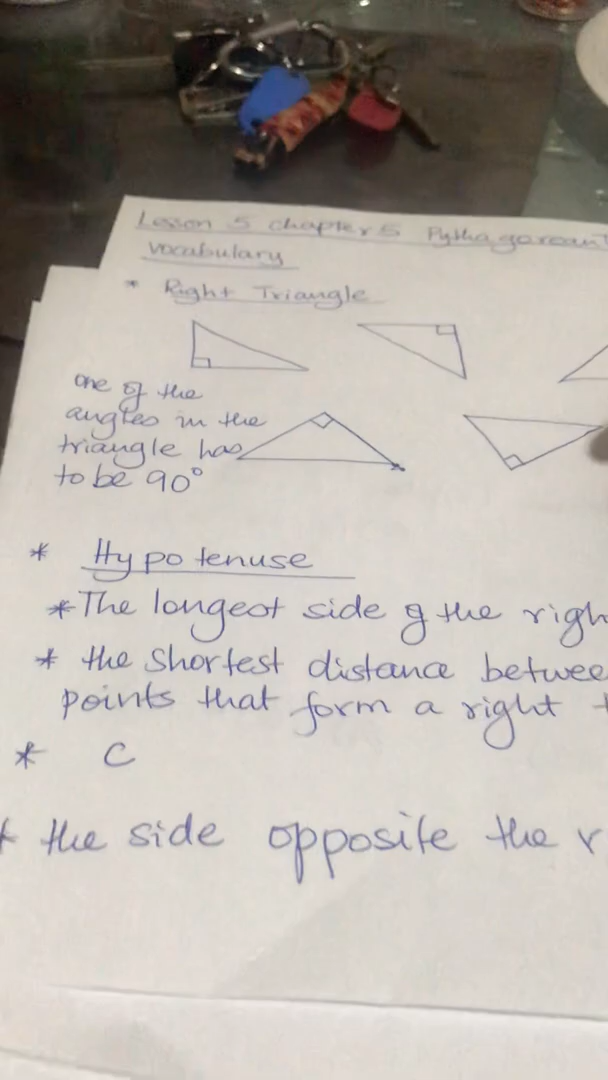 Lesson 5 chapter 5 Pythagorean
Vocabulary
* Right Triangle
one of the
angles in the
triangle has
to be 90°
* Hypotenuse
* The longest side of the righ
* the shortest distance betwee
points that form a right t
* C
* the side opposite the r